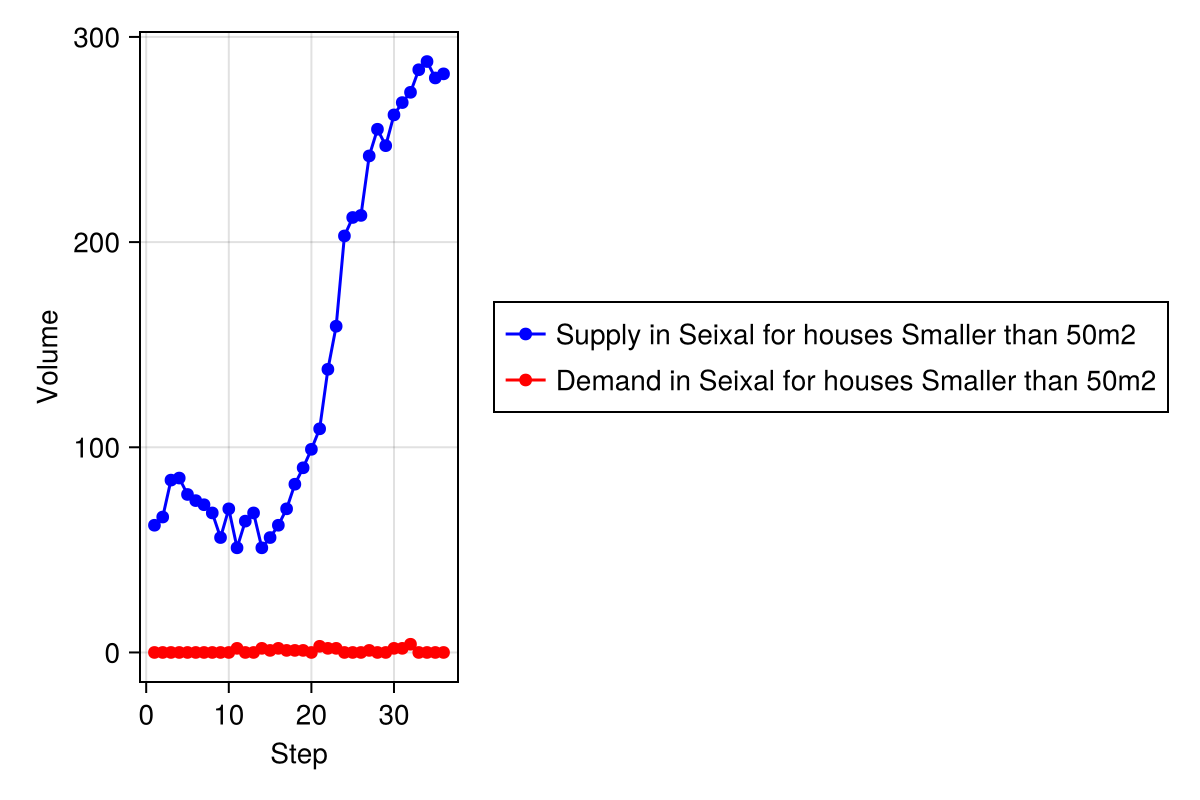 300
200
100
0
Volume
0 10 20 30
Step
Supply in Seixal for houses Smaller than 50m2
Demand in Seixal for houses Smaller than 50m2